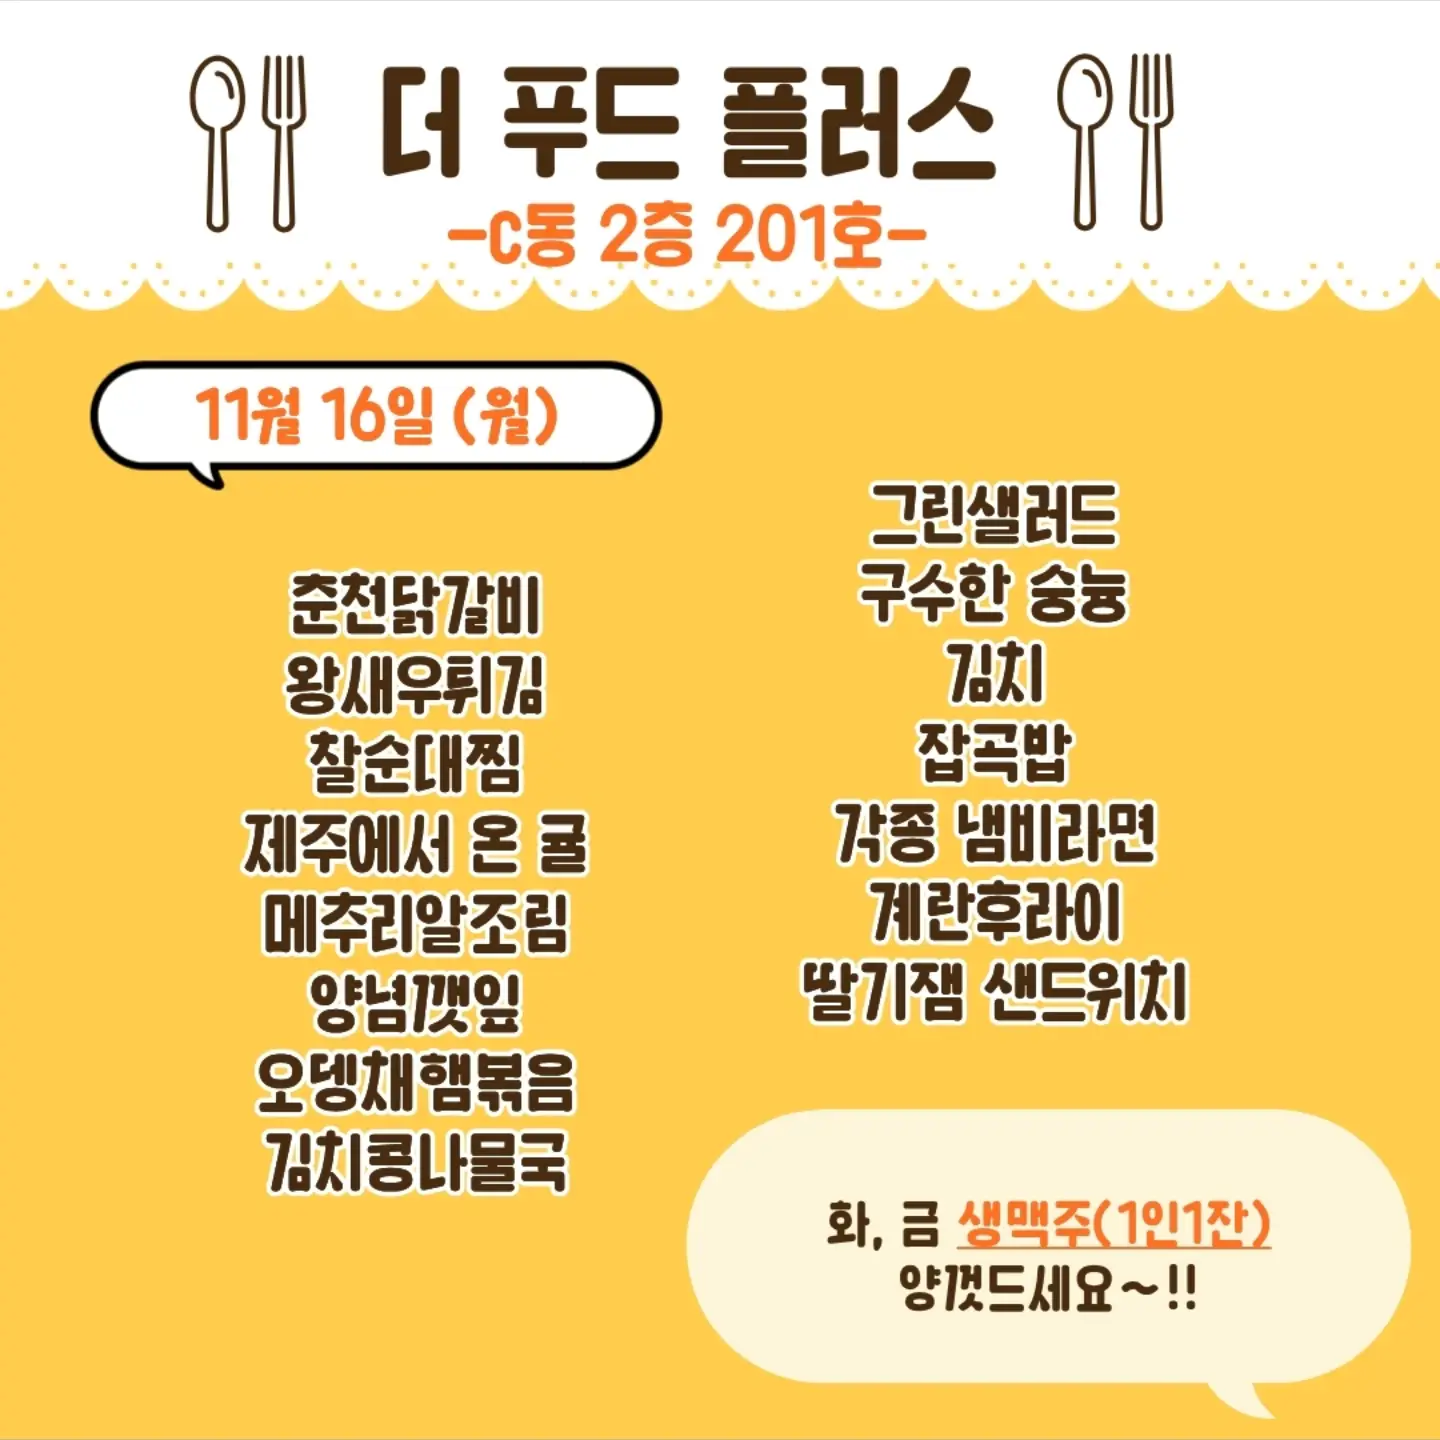 더 푸드 플러스
-C동 2층 201호-
11월 16일 (월)
춘천닭갈비
왕새우튀김
찰순대찜
제주에서 온 귤
메추리알조림
양념깻잎
오뎅채햄볶음
김치콩나물국
그린샐러드
구수한 숭늉
김치
잡곡밥
각종 냄비라면
계란후라이
딸기잼 샌드위치
화, 금 생맥주(1인1잔)
양껏드세요~!!